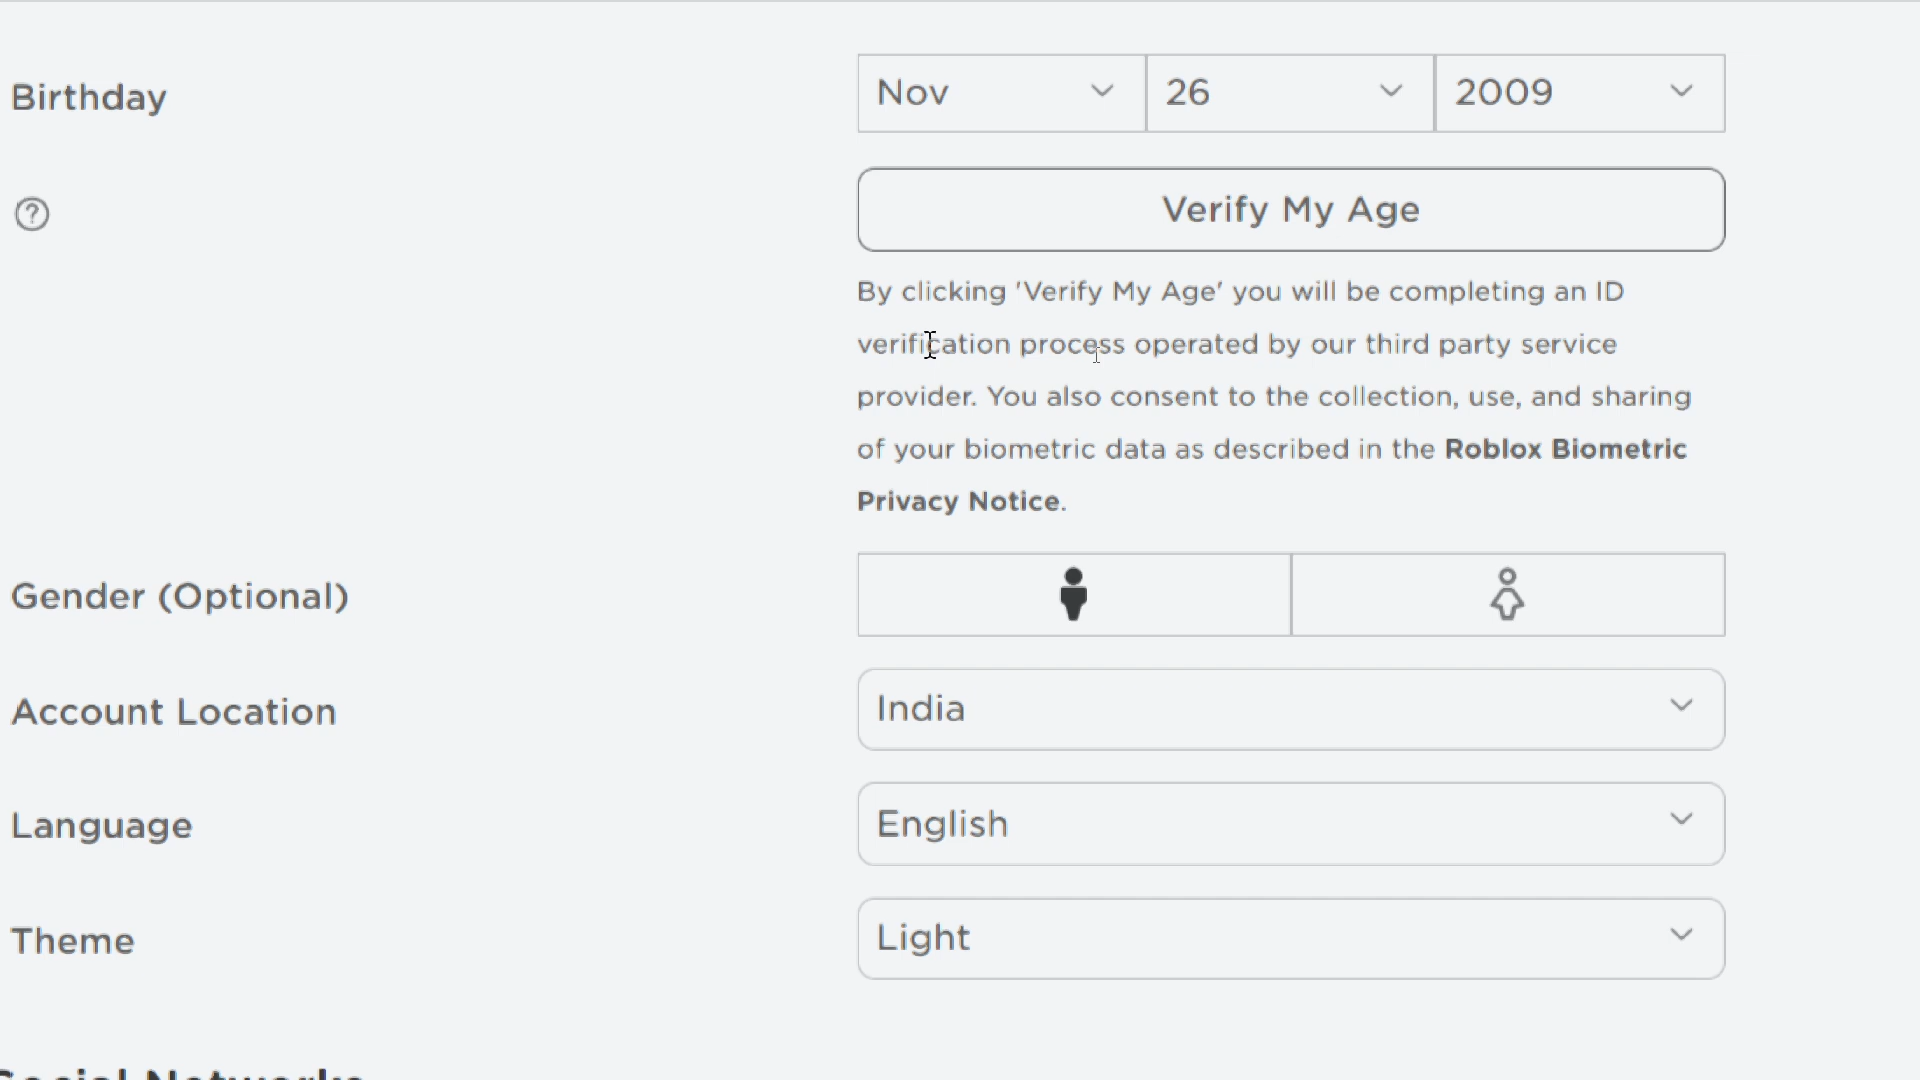 Birthday
Nov 26 2009
Verify My Age
By clicking 'Verify My Age' you will be completing an ID
verification process operated by our third party service
provider. You also consent to the collection, use, and sharing
of your biometric data as described in the Roblox Biometric
Privacy Notice.
Gender (Optional)
Account Location
India
Language
English
Theme
Light
Social Networks